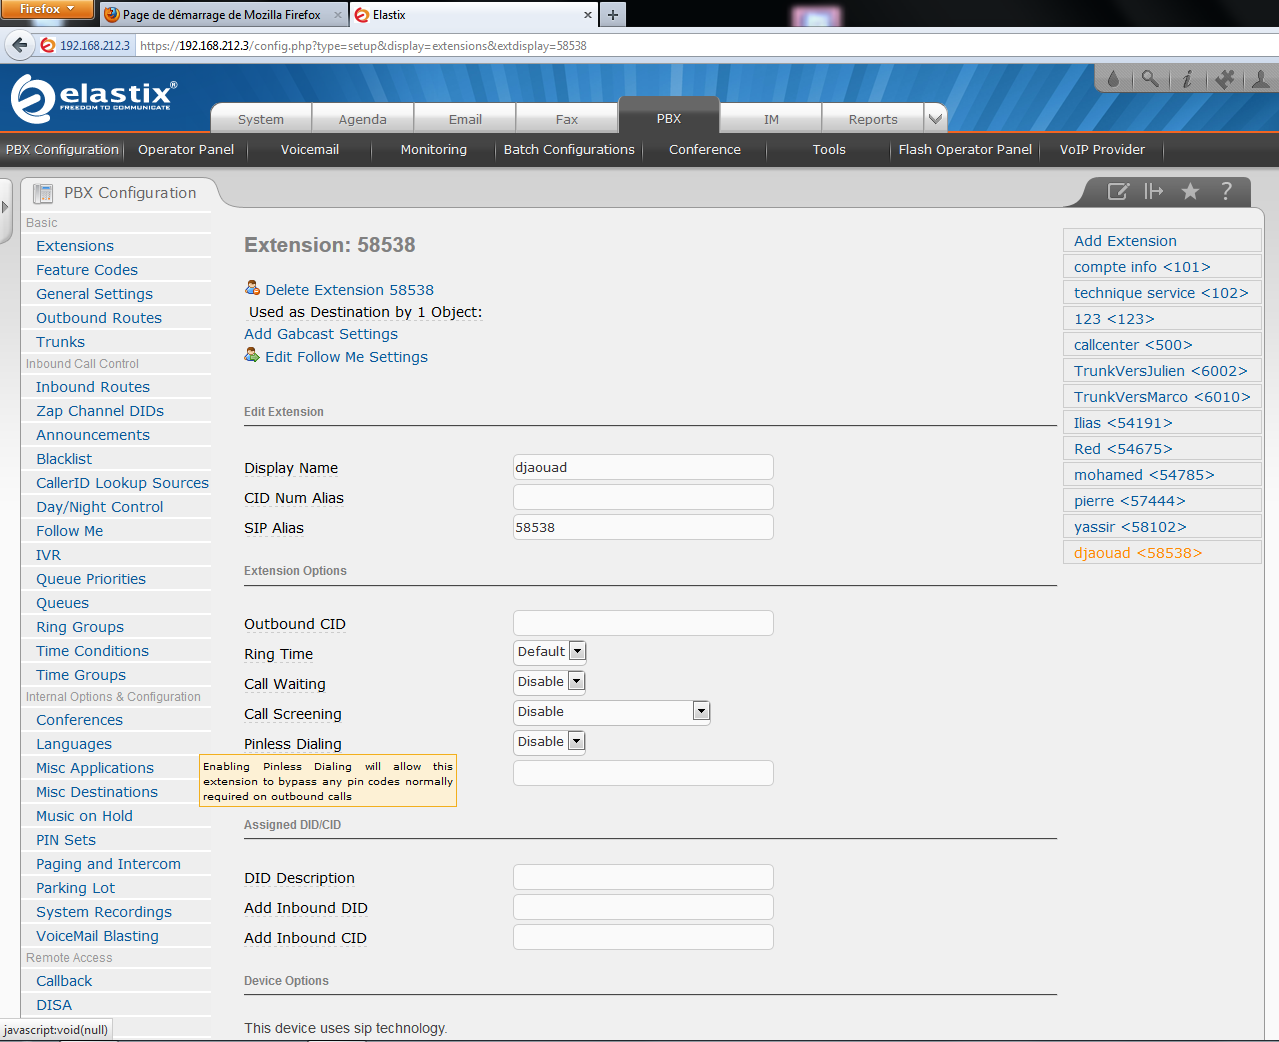 Firefox
Page de démarrage de Mozilla Firefox
Elastix
192.168.212.3
https://192.168.212.3/config.php?type=setup&display=extensions&extdisplay=58538
elastix®
FREEDOM TO COMMUNICATE
System
Agenda
Email
Fax
PBX
IM
Reports
PBX Configuration
Operator Panel
Voicemail
Monitoring
Batch Configurations
Conference
Tools
Flash Operator Panel
VoIP Provider
PBX Configuration
Basic
Extensions
Feature Codes
General Settings
Outbound Routes
Trunks
Inbound Call Control
Inbound Routes
Zap Channel DIDs
Announcements
Blacklist
CallerID Lookup Sources
Day/Night Control
Follow Me
IVR
Queue Priorities
Queues
Ring Groups
Time Conditions
Time Groups
Internal Options & Configuration
Conferences
Languages
Misc Applications
Misc Destinations
Music on Hold
PIN Sets
Paging and Intercom
Parking Lot
System Recordings
VoiceMail Blasting
Remote Access
Callback
DISA
javascript:void(null)
Extension: 58538
Delete Extension 58538
Used as Destination by 1 Object:
Add Gabcast Settings
Edit Follow Me Settings
Edit Extension
Display Name djaouad
CID Num Alias
SIP Alias 58538
Extension Options
Outbound CID
Ring Time Default
Call Waiting Disable
Call Screening Disable
Pinless Dialing Disable
Enabling Pinless Dialing will allow this
extension to bypass any pin codes normally
required on outbound calls
Assigned DID/CID
DID Description
Add Inbound DID
Add Inbound CID
Device Options
This device uses sip technology.
Add Extension
compte info <101>
technique service <102>
123 <123>
callcenter <500>
TrunkVersJulien <6002>
TrunkVersMarco <6010>
Ilias <54191>
Red <54675>
mohamed <54785>
pierre <57444>
yassir <58102>
djaouad <58538>